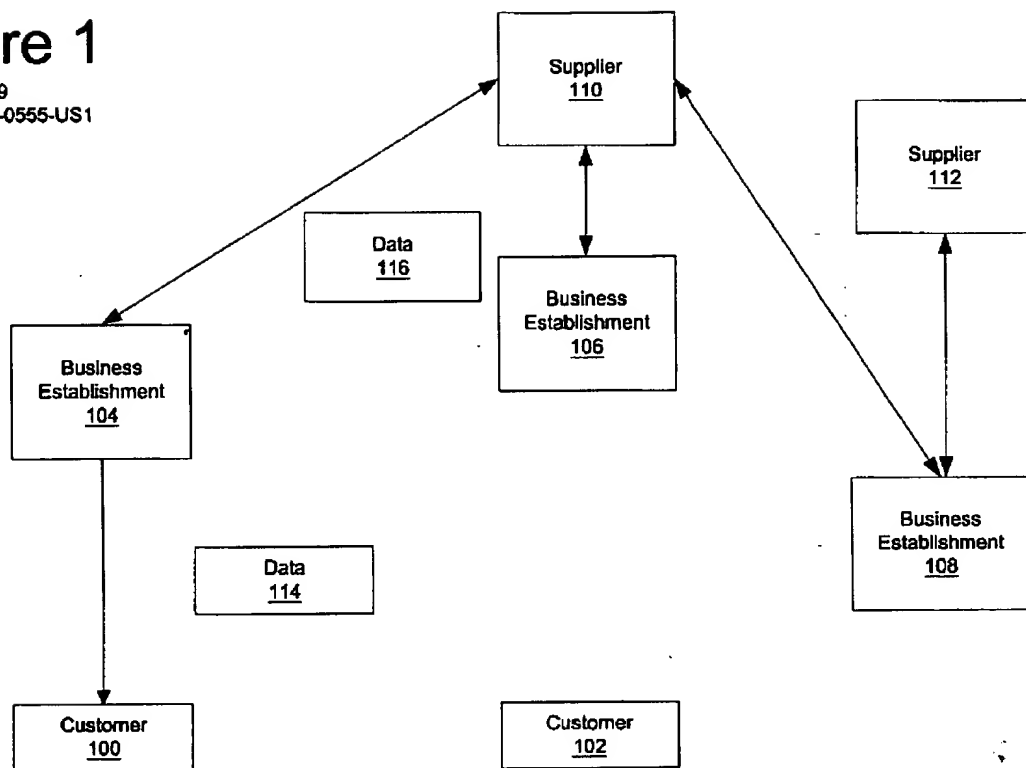 re 1
9
-0555-US1
Supplier
110
Supplier
112
Data
116
Business
Establishment
106
Business
Establishment
104
Business
Establishment
108
Data
114
Customer
100
Customer
102